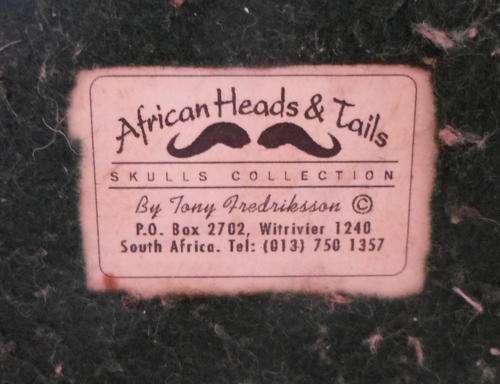 African Heads & Tails
SKULLS COLLECTION
By Tony Fredriksson ©
P.O. Box 2702, Witrivier 1240
South Africa. Tel: (013) 750 1357